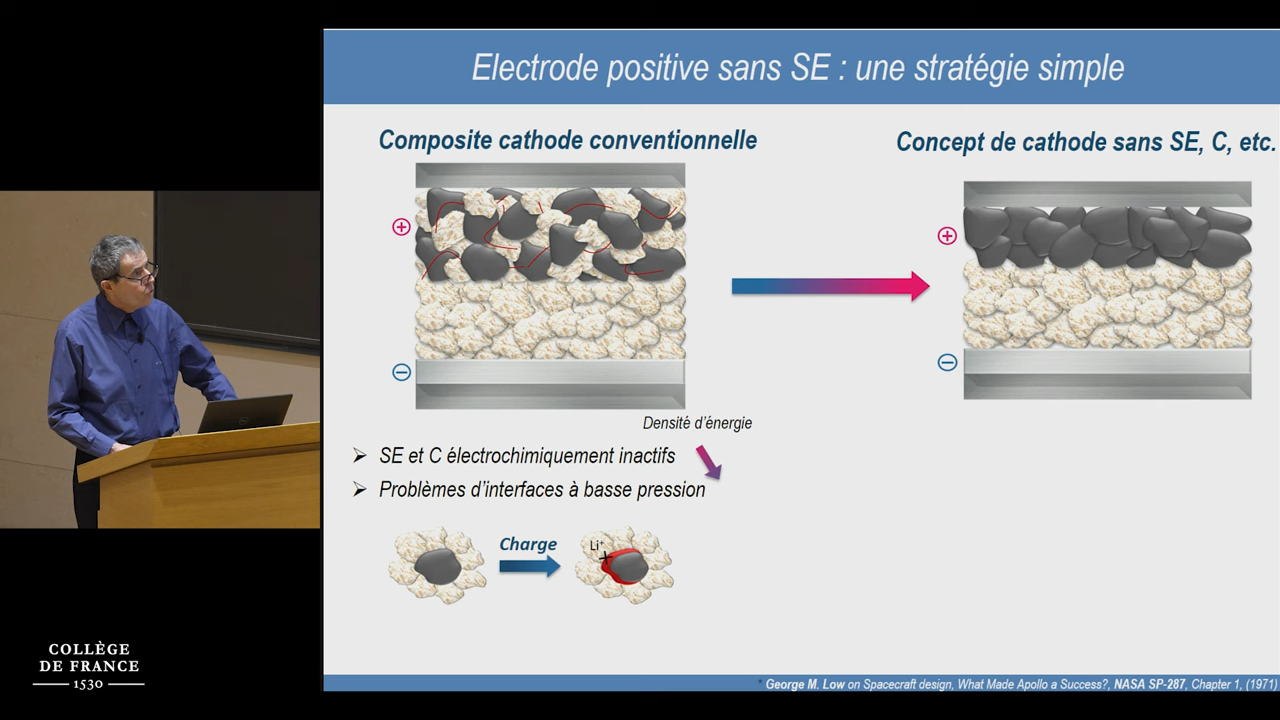 Electrode positive sans SE : une stratégie simple
Composite cathode conventionnelle
Concept de cathode sans SE, C, etc.
+
+
−
−
Densité d'énergie
➢ SE et C électrochimiquement inactifs
➢ Problèmes d'interfaces à basse pression
Charge
Li⁺
COLLÈGE
DE FRANCE
1530
* George M. Low on Spacecraft design, What Made Apollo a Success?, NASA SP-287, Chapter 1, (1971)